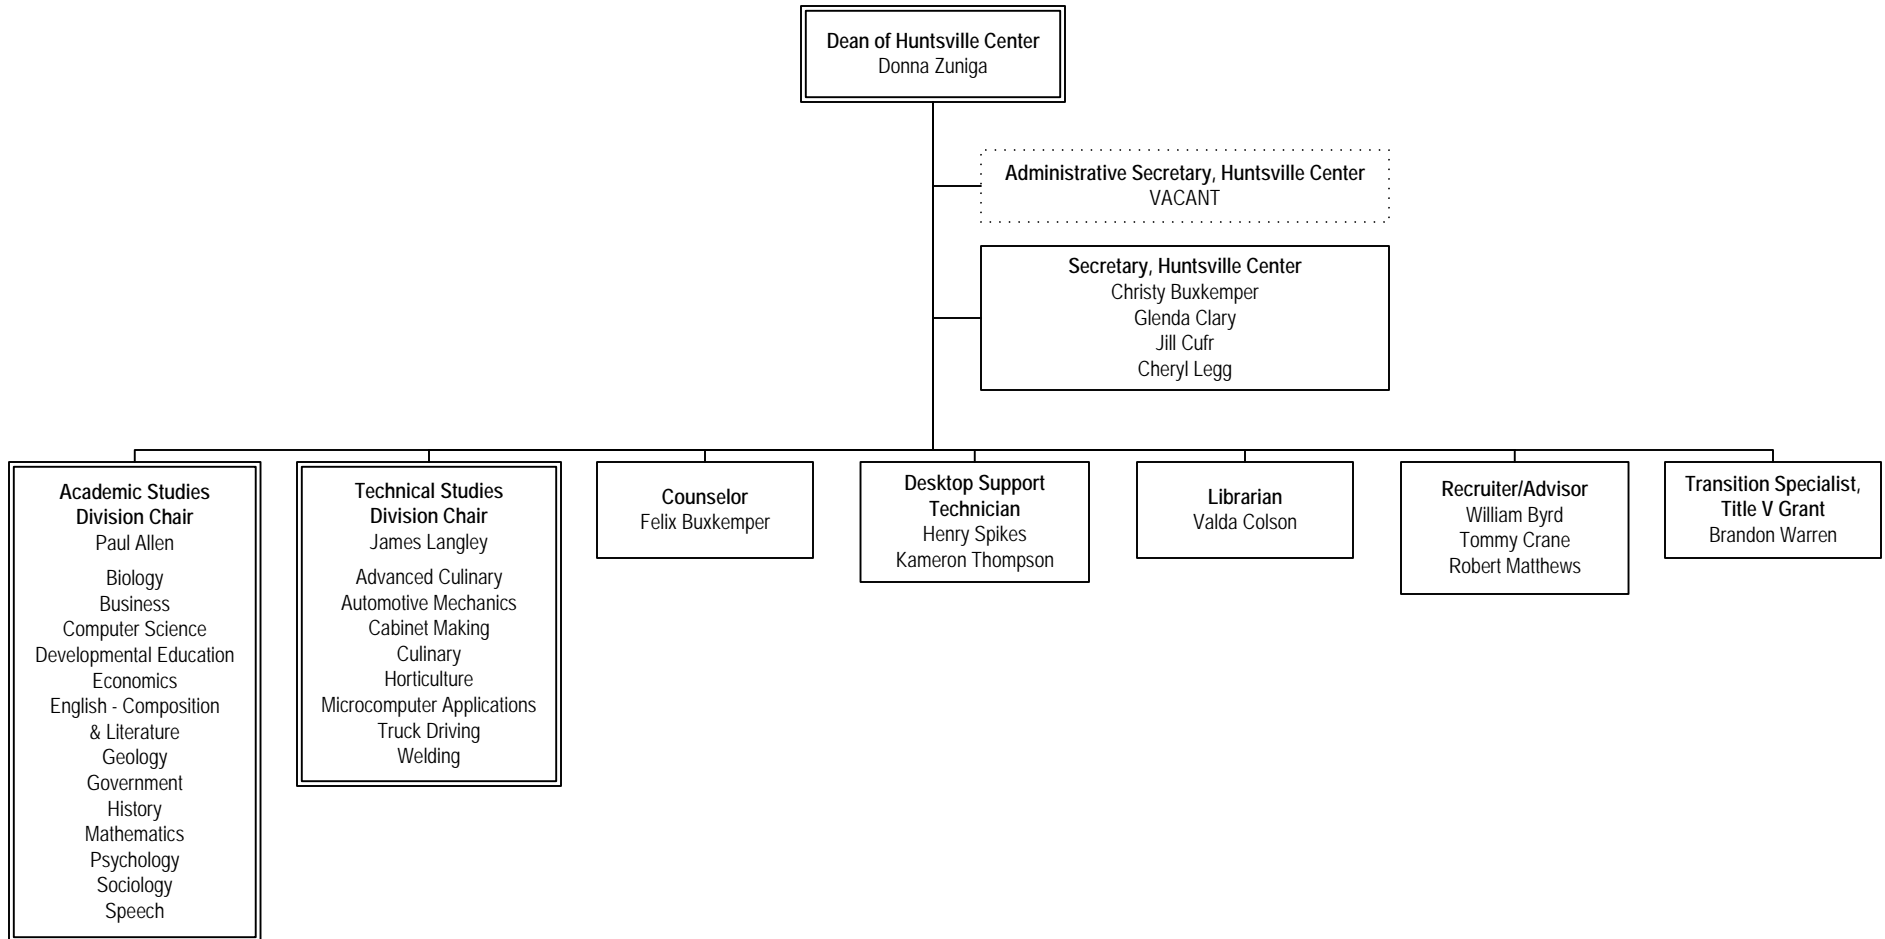 Dean of Huntsville Center
Donna Zuniga
Administrative Secretary, Huntsville Center
VACANT
Secretary, Huntsville Center
Christy Buxkemper
Glenda Clary
Jill Cufr
Cheryl Legg
Academic Studies
Division Chair
Paul Allen
Biology
Business
Computer Science
Developmental Education
Economics
English - Composition
& Literature
Geology
Government
History
Mathematics
Psychology
Sociology
Speech
Technical Studies
Division Chair
James Langley
Advanced Culinary
Automotive Mechanics
Cabinet Making
Culinary
Horticulture
Microcomputer Applications
Truck Driving
Welding
Counselor
Felix Buxkemper
Desktop Support
Technician
Henry Spikes
Kameron Thompson
Librarian
Valda Colson
Recruiter/Advisor
William Byrd
Tommy Crane
Robert Matthews
Transition Specialist,
Title V Grant
Brandon Warren